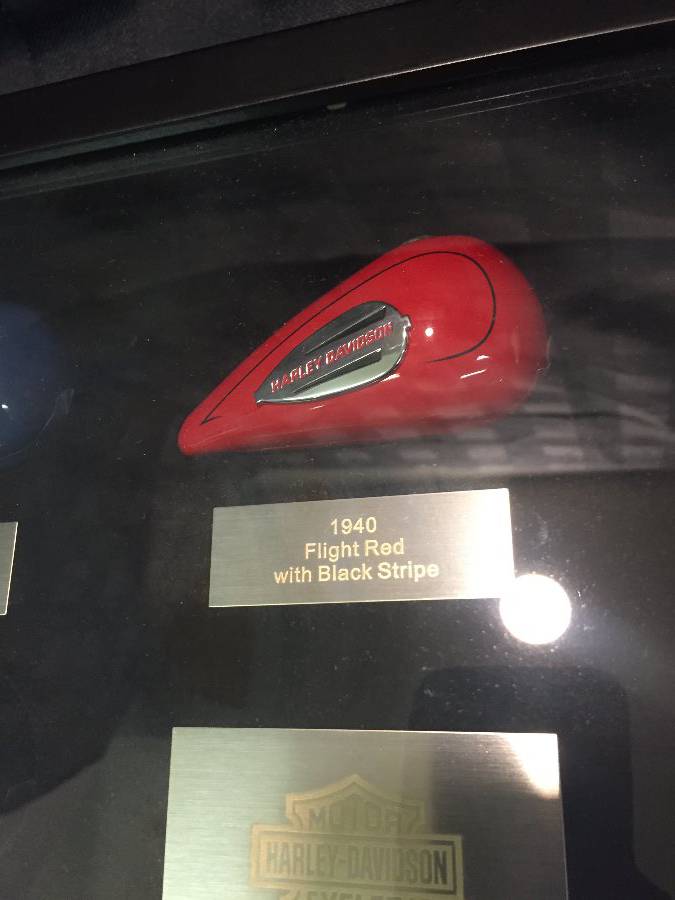 HARLEY DAVIDSON
1940
Flight Red
with Black Stripe
MOTOR
HARLEY-DAVIDSON